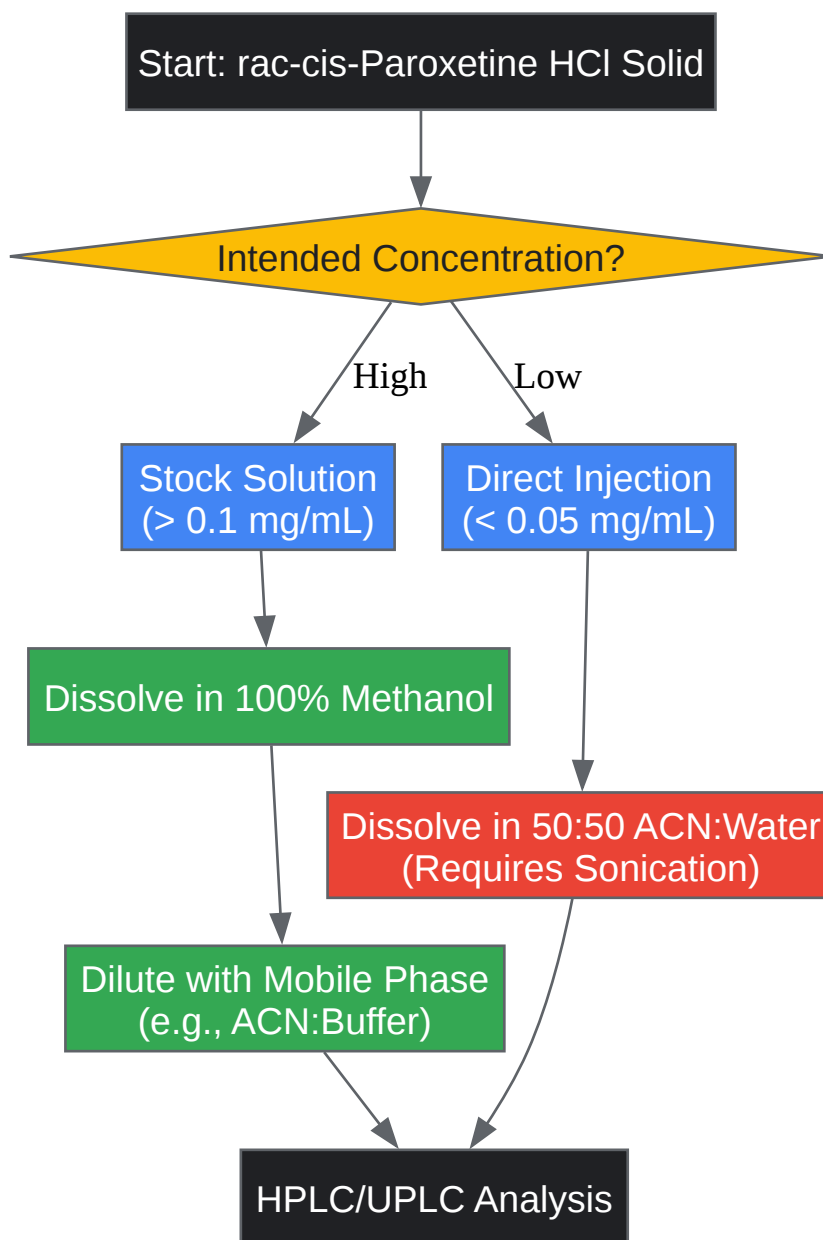 Start: rac-cis-Paroxetine HCl Solid
Intended Concentration?
High
Low
Stock Solution
(> 0.1 mg/mL)
Direct Injection
(< 0.05 mg/mL)
Dissolve in 100% Methanol
Dissolve in 50:50 ACN:Water
(Requires Sonication)
Dilute with Mobile Phase
(e.g., ACN:Buffer)
HPLC/UPLC Analysis